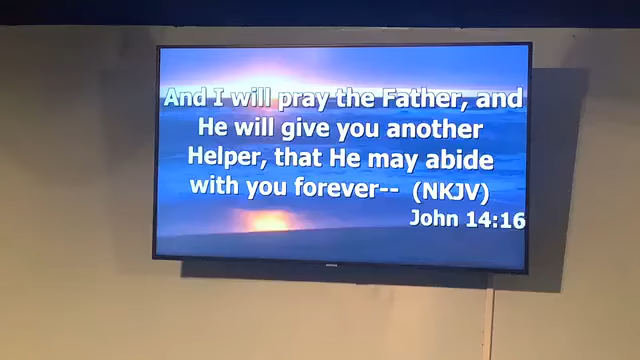 And I will pray the Father, and
He will give you another
Helper, that He may abide
with you forever-- (NKJV)
John 14:16